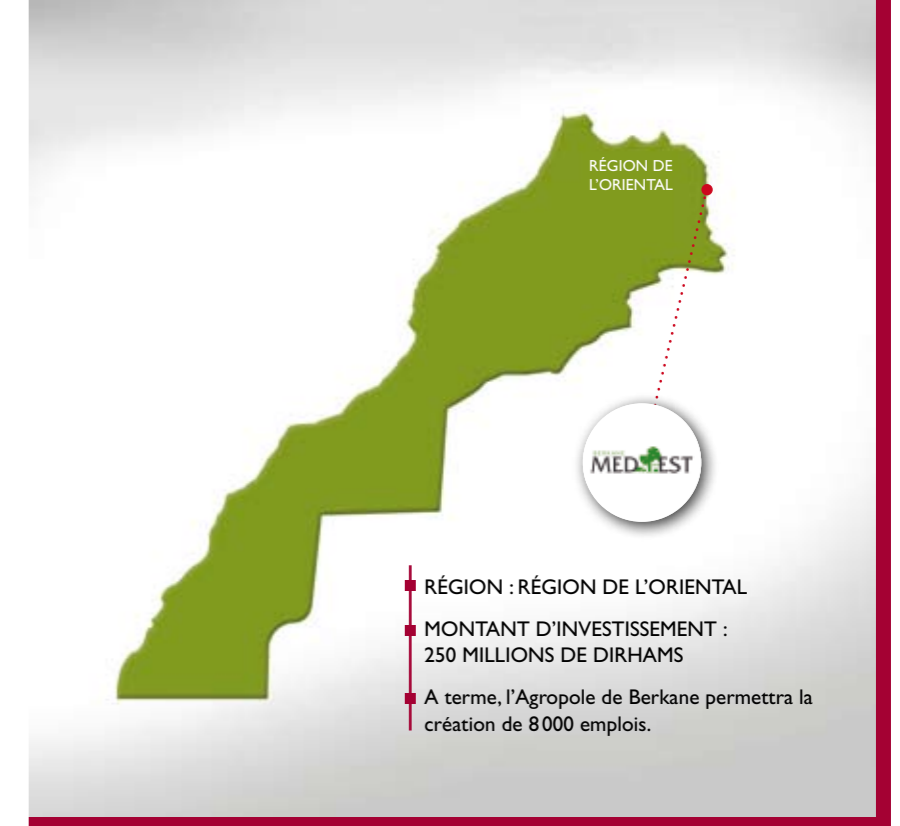 RÉGION DE
L'ORIENTAL
BERKANE
MED EST
RÉGION : RÉGION DE L'ORIENTAL
MONTANT D'INVESTISSEMENT :
250 MILLIONS DE DIRHAMS
A terme, l'Agropole de Berkane permettra la
création de 8 000 emplois.